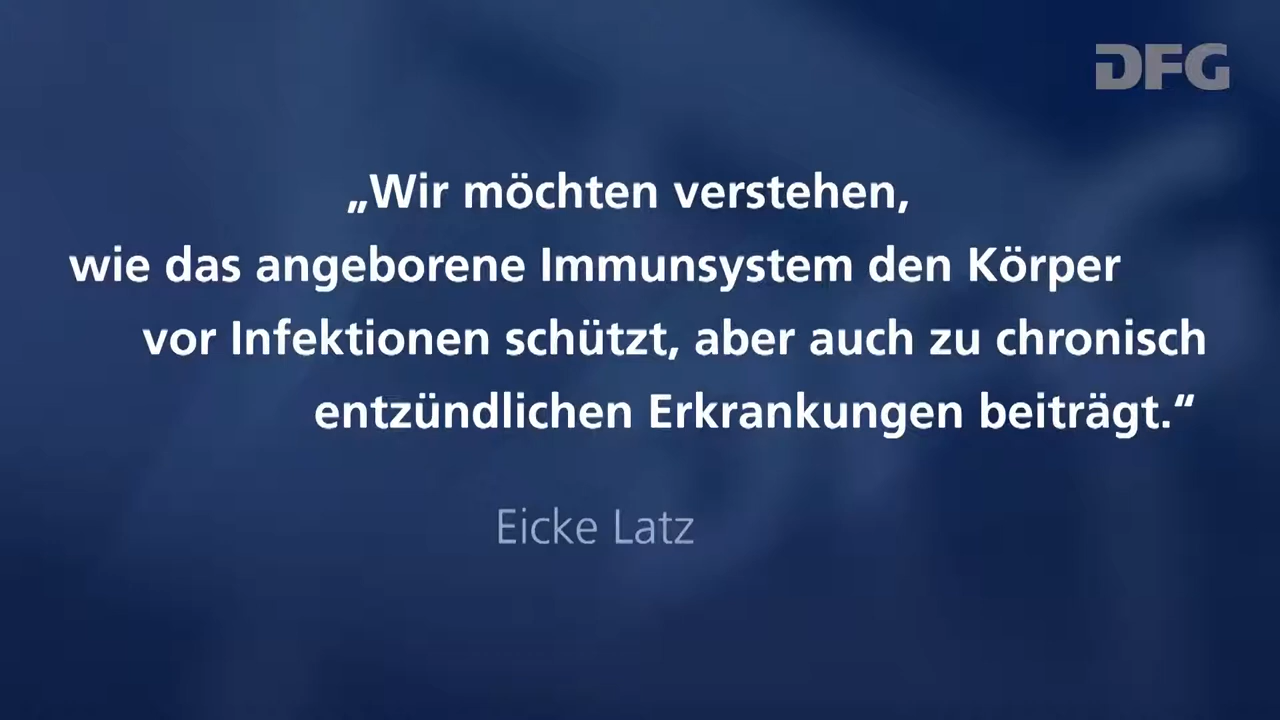 DFG
„Wir möchten verstehen,
wie das angeborene Immunsystem den Körper
vor Infektionen schützt, aber auch zu chronisch
entzündlichen Erkrankungen beiträgt.“
Eicke Latz